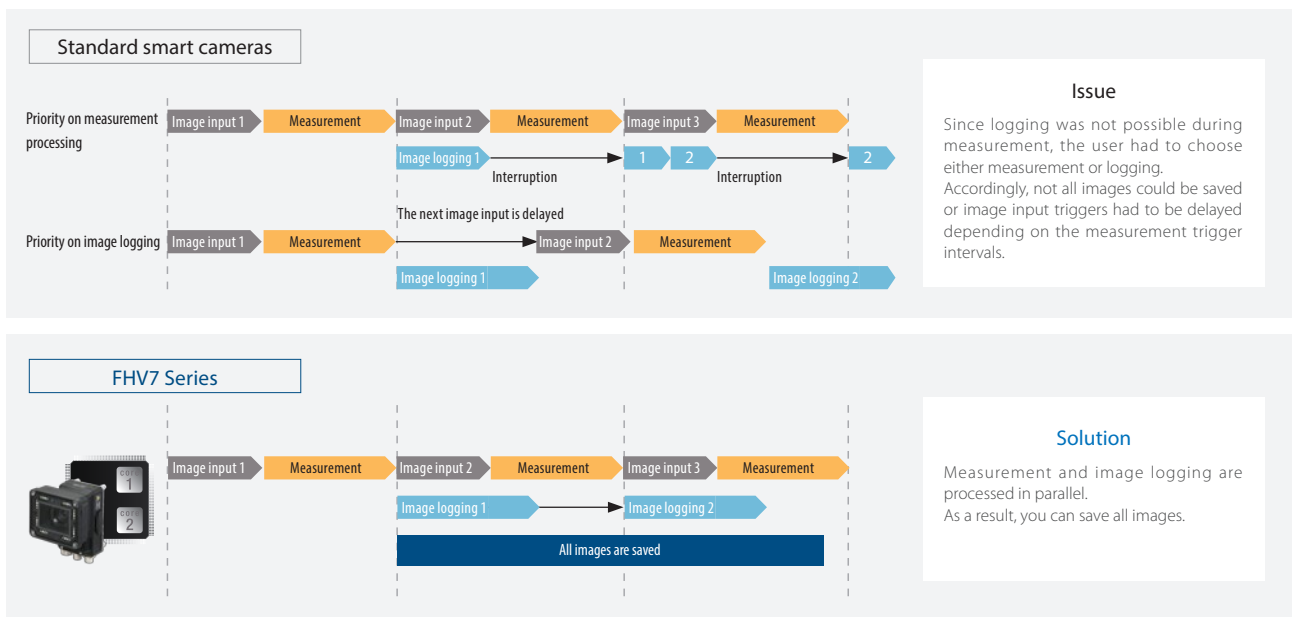 Standard smart cameras
Priority on measurement
processing
Image input 1
Measurement
Image input 2
Measurement
Image input 3
Measurement
Image logging 1
Interruption
1
2
Interruption
2
The next image input is delayed
Priority on image logging
Image input 1
Measurement
Image input 2
Measurement
Image logging 1
Image logging 2
Issue
Since logging was not possible during
measurement, the user had to choose
either measurement or logging.
Accordingly, not all images could be saved
or image input triggers had to be delayed
depending on the measurement trigger
intervals.
FHV7 Series
core
1
core
2
Image input 1
Measurement
Image input 2
Measurement
Image input 3
Measurement
Image logging 1
Image logging 2
All images are saved
Solution
Measurement and image logging are
processed in parallel.
As a result, you can save all images.